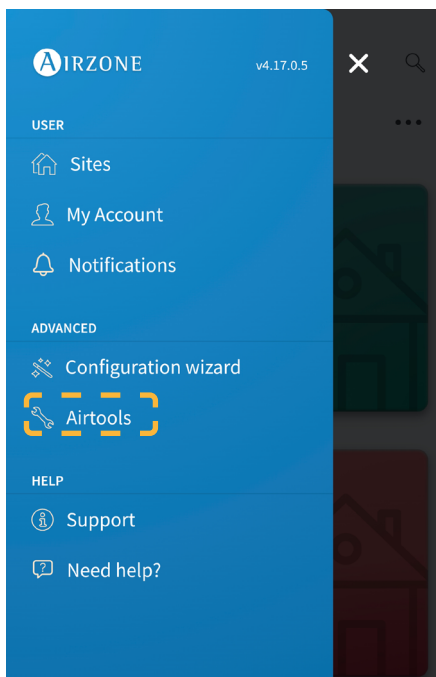 AIRZONE v4.17.0.5
USER
Sites
My Account
Notifications
ADVANCED
Configuration wizard
Airtools
HELP
Support
Need help?